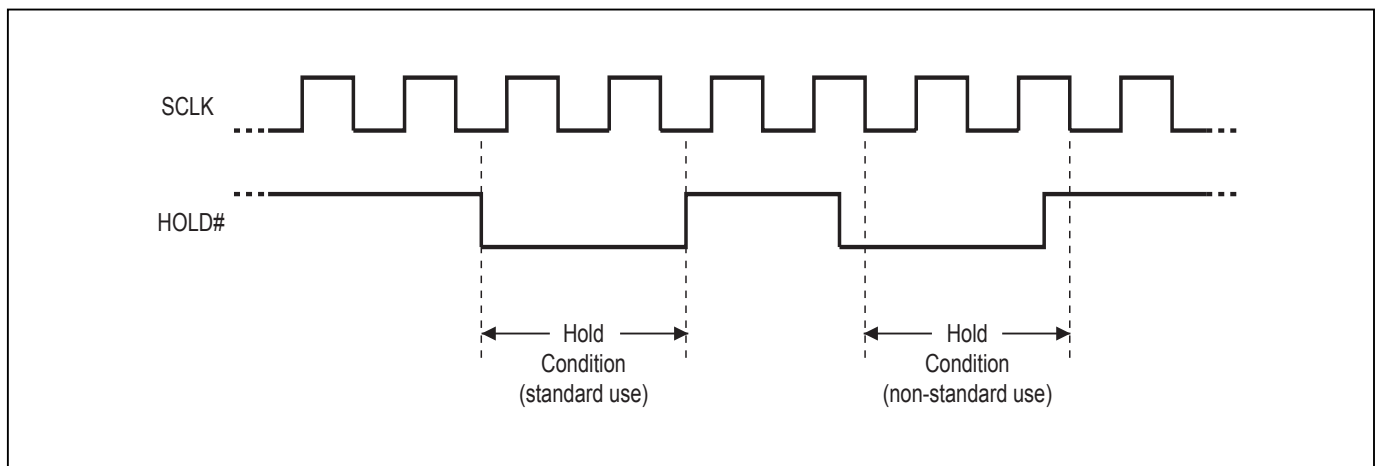 SCLK
HOLD#
Hold
Condition
(standard use)
Hold
Condition
(non-standard use)